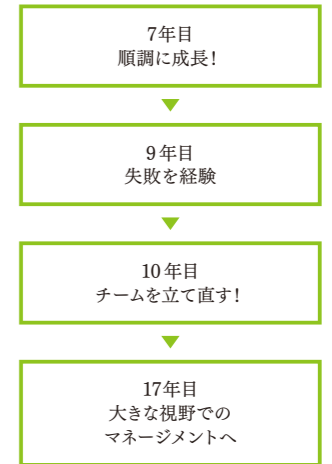 7年目
順調に成長!
9年目
失敗を経験
10年目
チームを立て直す!
17年目
大きな視野での
マネージメントへ